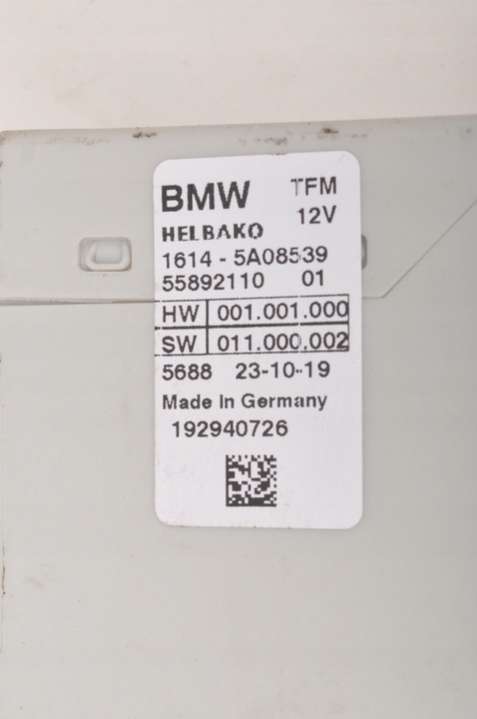 BMW TFM
12V
HELBAKO
1614 - 5A08539
55892110 01
HW 001.001.000
SW 011.000.002
5688 23-10-19
Made In Germany
192940726